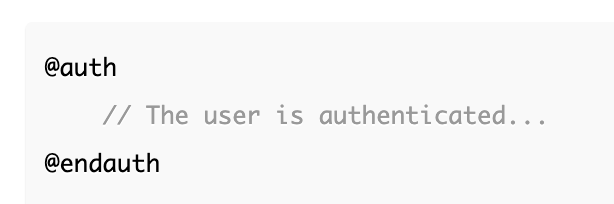 @auth
    // The user is authenticated...
@endauth